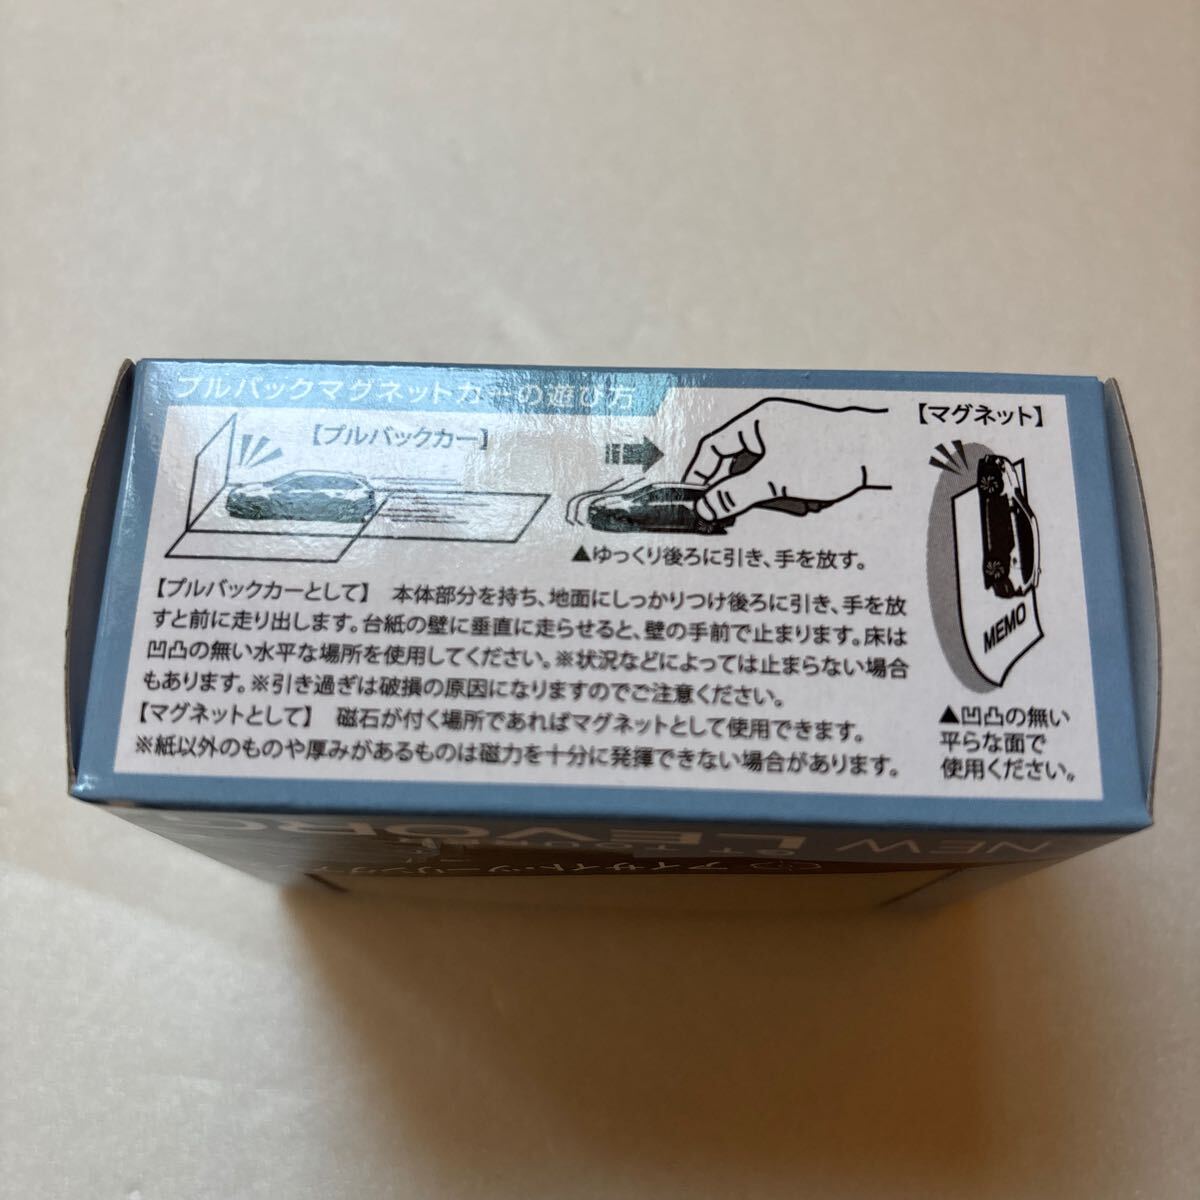 プルバックマグネットカーの遊び方
【プルバックカー】
【マグネット】
▲ゆっくり後ろに引き、手を放す。
MEMO
【プルバックカーとして】 本体部分を持ち、地面にしっかりつけ後ろに引き、手を放
すと前に走り出します。台紙の壁に垂直に走らせると、壁の手前で止まります。床は
凹凸の無い水平な場所を使用してください。※状況などによっては止まらない場合
もあります。※引き過ぎは破損の原因になりますのでご注意ください。
【マグネットとして】 磁石が付く場所であればマグネットとして使用できます。
※紙以外のものや厚みがあるものは磁力を十分に発揮できない場合があります。
▲凹凸の無い
平らな面で
使用ください。
NEW LEVORG
アイサイト・ツーリング